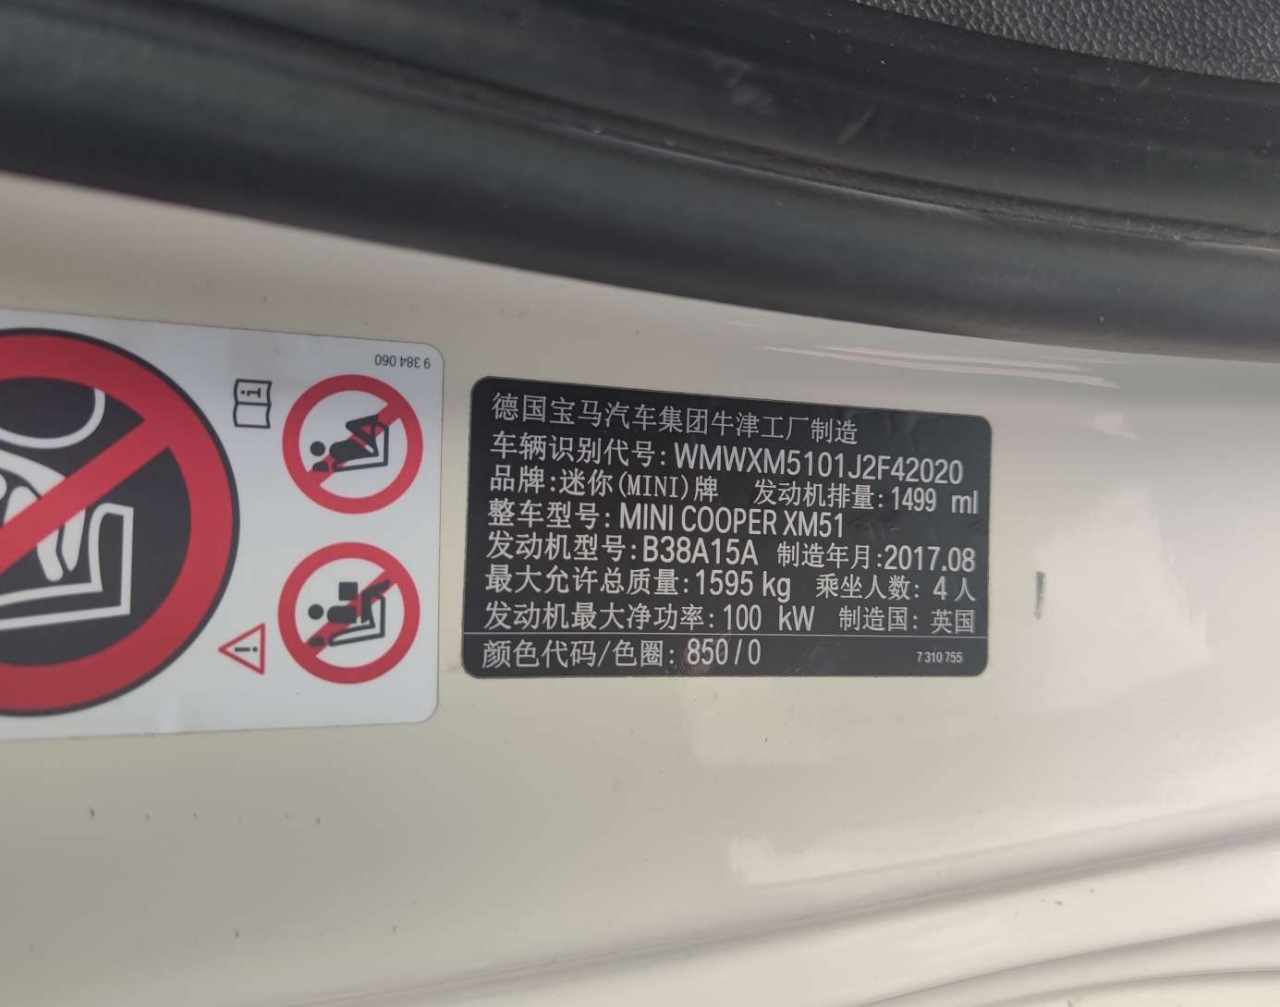 9 384 060
德国宝马汽车集团牛津工厂制造
车辆识别代号：WMWXM5101J2F42020
品牌：迷你(MINI)牌 发动机排量：1499 ml
整车型号：MINI COOPER XM51
发动机型号：B38A15A 制造年月：2017.08
最大允许总质量：1595 kg 乘坐人数：4人
发动机最大净功率：100 kW 制造国：英国
颜色代码/色圈：850/0 7 310 755